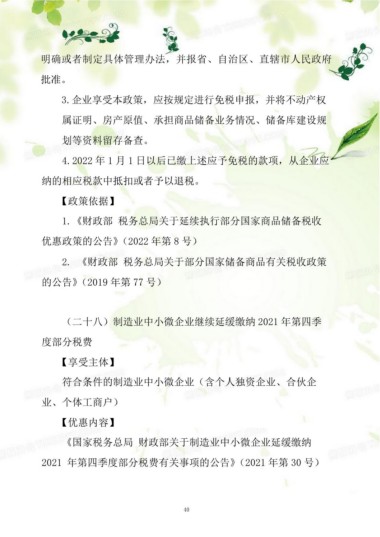 明确或者制定具体管理办法，并报省、自治区、直辖市人民政府
批准。
3. 企业享受本政策，应按规定进行免税申报，并将不动产权
属证明、房产原值、承担商品储备业务情况、储备库建设规
划等资料留存备查。
4. 2022 年 1 月 1 日以后已缴上述应予免税的款项，从企业应
纳的相应税款中抵扣或者予以退税。
【政策依据】
1. 《财政部 税务总局关于延续执行部分国家商品储备税收
优惠政策的公告》（2022 年第 8 号）
2. 《财政部 税务总局关于部分国家储备商品有关税收政策
的公告》（2019 年第 77 号）
（二十八）制造业中小微企业继续延缓缴纳 2021 年第四季
度部分税费
【享受主体】
符合条件的制造业中小微企业（含个人独资企业、合伙企
业、个体工商户）
【优惠内容】
《国家税务总局 财政部关于制造业中小微企业延缓缴纳
2021 年第四季度部分税费有关事项的公告》（2021 年第 30 号）